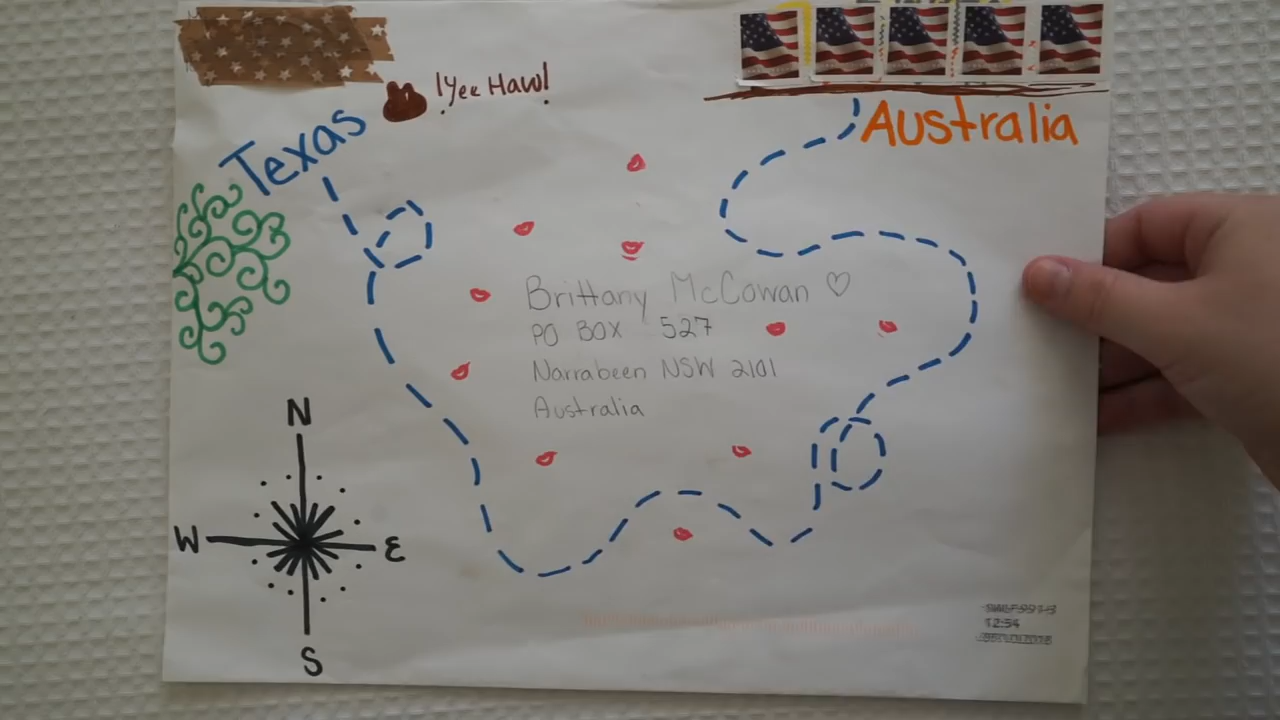 ¡Yee Haw!
Texas
Australia
Brittany McCowan ♡
PO BOX 527
Narrabeen NSW 2101
Australia
N
W E
S
12:54